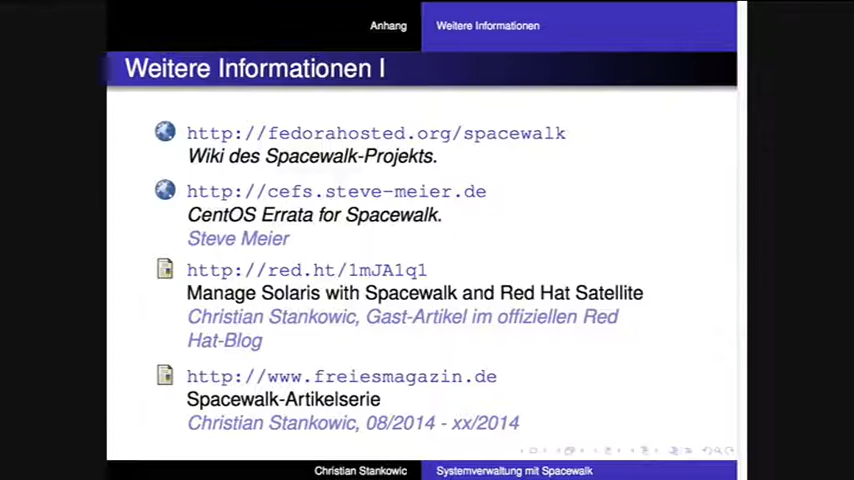 Anhang
Weitere Informationen
Weitere Informationen I
http://fedorahosted.org/spacewalk
Wiki des Spacewalk-Projekts.
http://cefs.steve-meier.de
CentOS Errata for Spacewalk.
Steve Meier
http://red.ht/1mJA1q1
Manage Solaris with Spacewalk and Red Hat Satellite
Christian Stankowic, Gast-Artikel im offiziellen Red
Hat-Blog
http://www.freiesmagazin.de
Spacewalk-Artikelserie
Christian Stankowic, 08/2014 - xx/2014
Christian Stankowic
Systemverwaltung mit Spacewalk